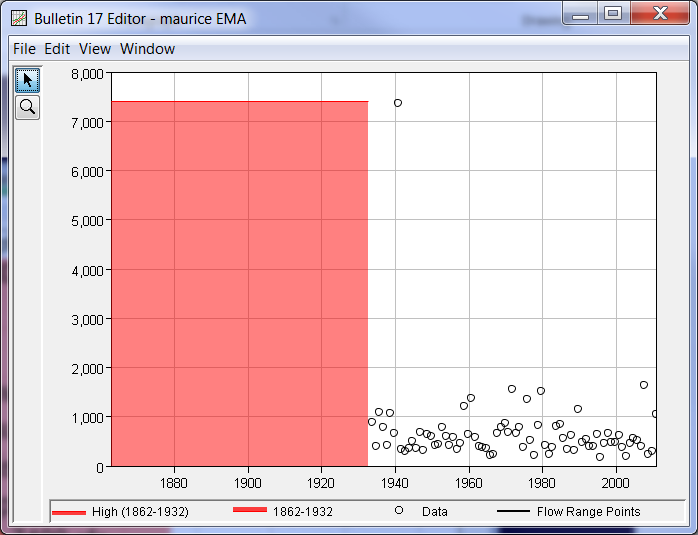 Bulletin 17 Editor - maurice EMA
File Edit View Window
8,000
7,000
6,000
5,000
4,000
3,000
2,000
1,000
0
1880 1900 1920 1940 1960 1980 2000
High (1862-1932) 1862-1932 Data Flow Range Points